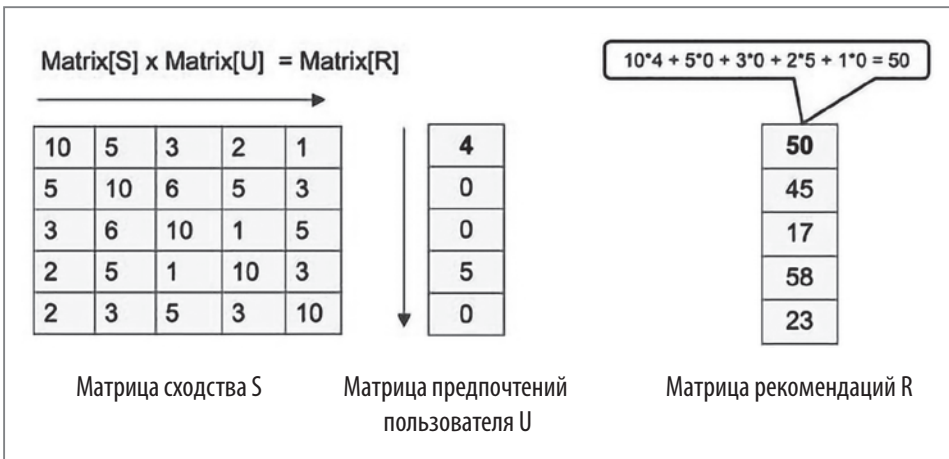 Matrix[S] x Matrix[U] = Matrix[R]
10*4 + 5*0 + 3*0 + 2*5 + 1*0 = 50
10 5 3 2 1
5 10 6 5 3
3 6 10 1 5
2 5 1 10 3
2 3 5 3 10
4
0
0
5
0
50
45
17
58
23
Матрица сходства S
Матрица предпочтений
пользователя U
Матрица рекомендаций R